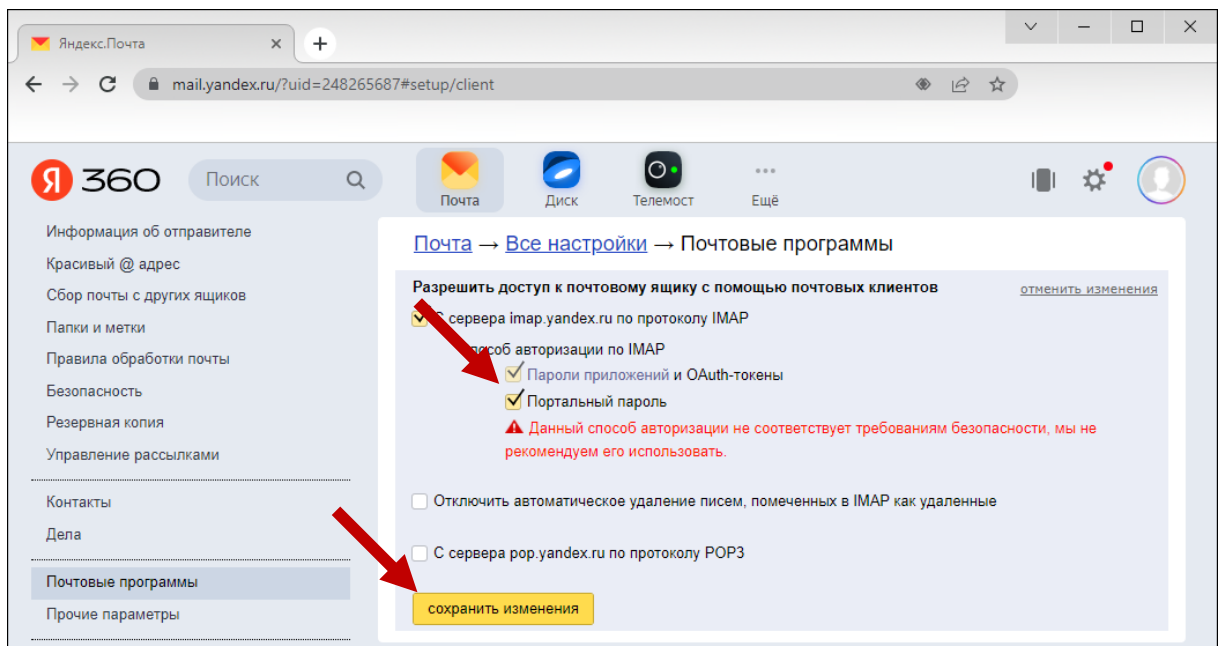 Яндекс.Почта
mail.yandex.ru/?uid=248265687#setup/client
Я 360
Поиск
Почта
Диск
Телемост
Ещё
Информация об отправителе
Красивый @ адрес
Сбор почты с других ящиков
Папки и метки
Правила обработки почты
Безопасность
Резервная копия
Управление рассылками
Контакты
Дела
Почтовые программы
Прочие параметры
Почта → Все настройки → Почтовые программы
Разрешить доступ к почтовому ящику с помощью почтовых клиентов
отменить изменения
С сервера imap.yandex.ru по протоколу IMAP
пособ авторизации по IMAP
Пароли приложений и OAuth-токены
Портальный пароль
Данный способ авторизации не соответствует требованиям безопасности, мы не
рекомендуем его использовать.
Отключить автоматическое удаление писем, помеченных в IMAP как удаленные
С сервера pop.yandex.ru по протоколу POP3
сохранить изменения